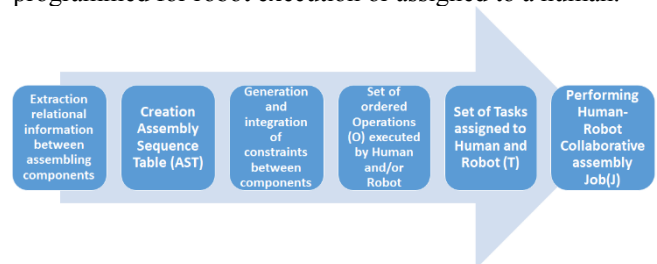 programmed for robot execution or assigned to a human.
Extraction
relational
information
between
assembling
components
Creation
Assembly
Sequence
Table (AST)
Generation
and
integration
of
constraints
between
components
Set of
ordered
Operations
(O) executed
by Human
and/or
Robot
Set of Tasks
assigned to
Human and
Robot (T)
Performing
Human-
Robot
Collaborative
assembly
Job(J)